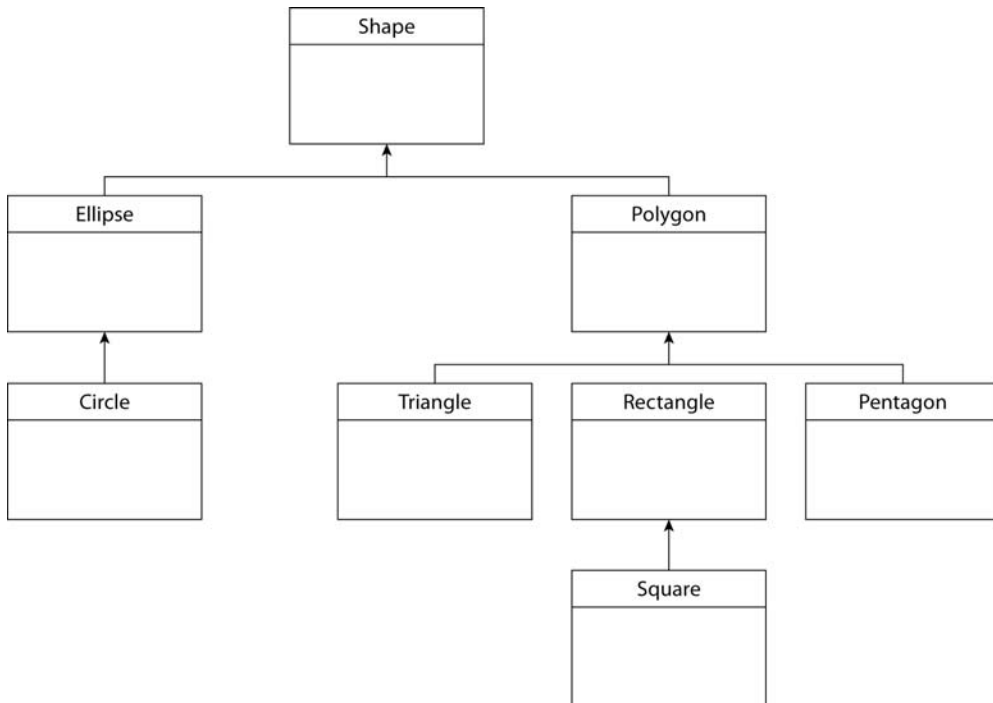 Shape
Ellipse
Polygon
Circle
Triangle
Rectangle
Pentagon
Square